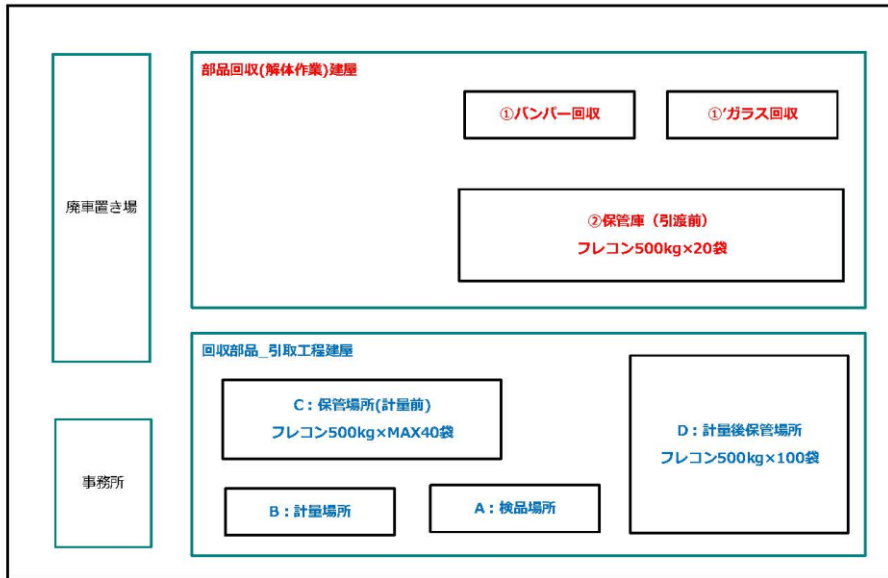 部品回収(解体作業)建屋
①バンパー回収
①'ガラス回収
廃車置き場
②保管庫（引渡前）
フレコン500kg×20袋
回収部品_引取工程建屋
C：保管場所(計量前)
フレコン500kg×MAX40袋
D：計量後保管場所
フレコン500kg×100袋
事務所
B：計量場所
A：検品場所